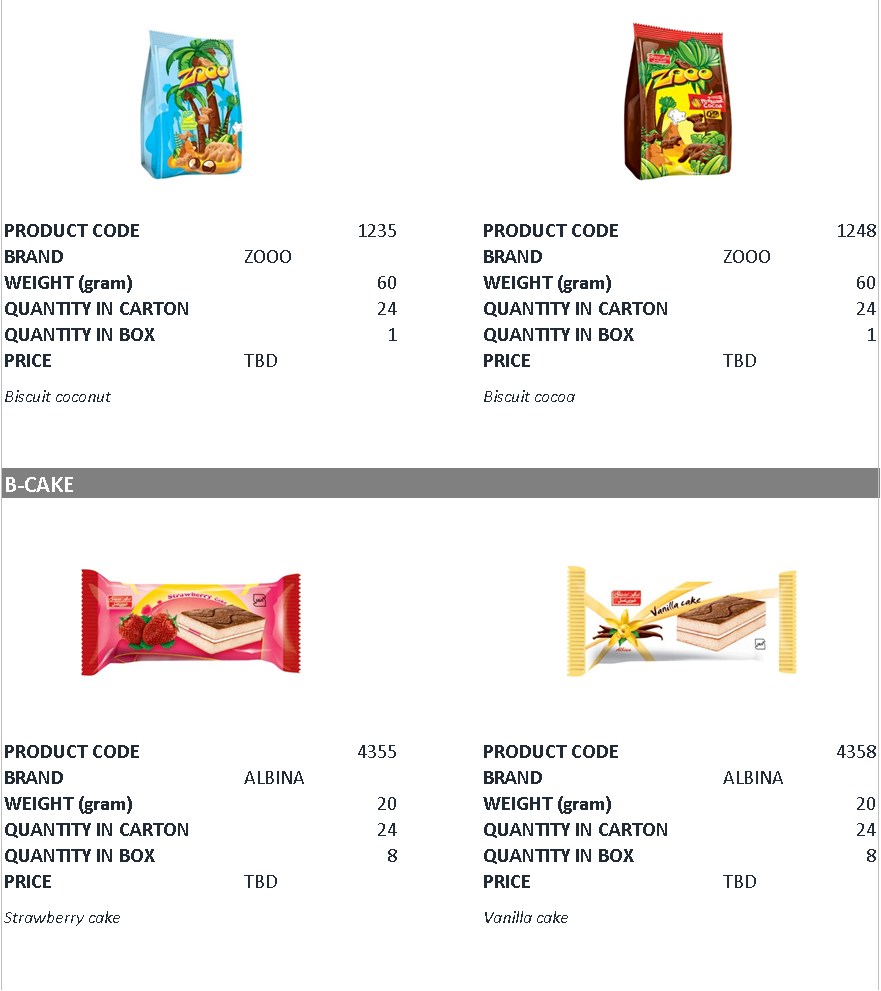 ZOOO
ZOOO
COCOA
PRODUCT CODE 1235
BRAND ZOOO
WEIGHT (gram) 60
QUANTITY IN CARTON 24
QUANTITY IN BOX 1
PRICE TBD
Biscuit coconut
PRODUCT CODE 1248
BRAND ZOOO
WEIGHT (gram) 60
QUANTITY IN CARTON 24
QUANTITY IN BOX 1
PRICE TBD
Biscuit cocoa
B-CAKE
Strawberry cake
Vanilla cake
Albina
PRODUCT CODE 4355
BRAND ALBINA
WEIGHT (gram) 20
QUANTITY IN CARTON 24
QUANTITY IN BOX 8
PRICE TBD
Strawberry cake
PRODUCT CODE 4358
BRAND ALBINA
WEIGHT (gram) 20
QUANTITY IN CARTON 24
QUANTITY IN BOX 8
PRICE TBD
Vanilla cake